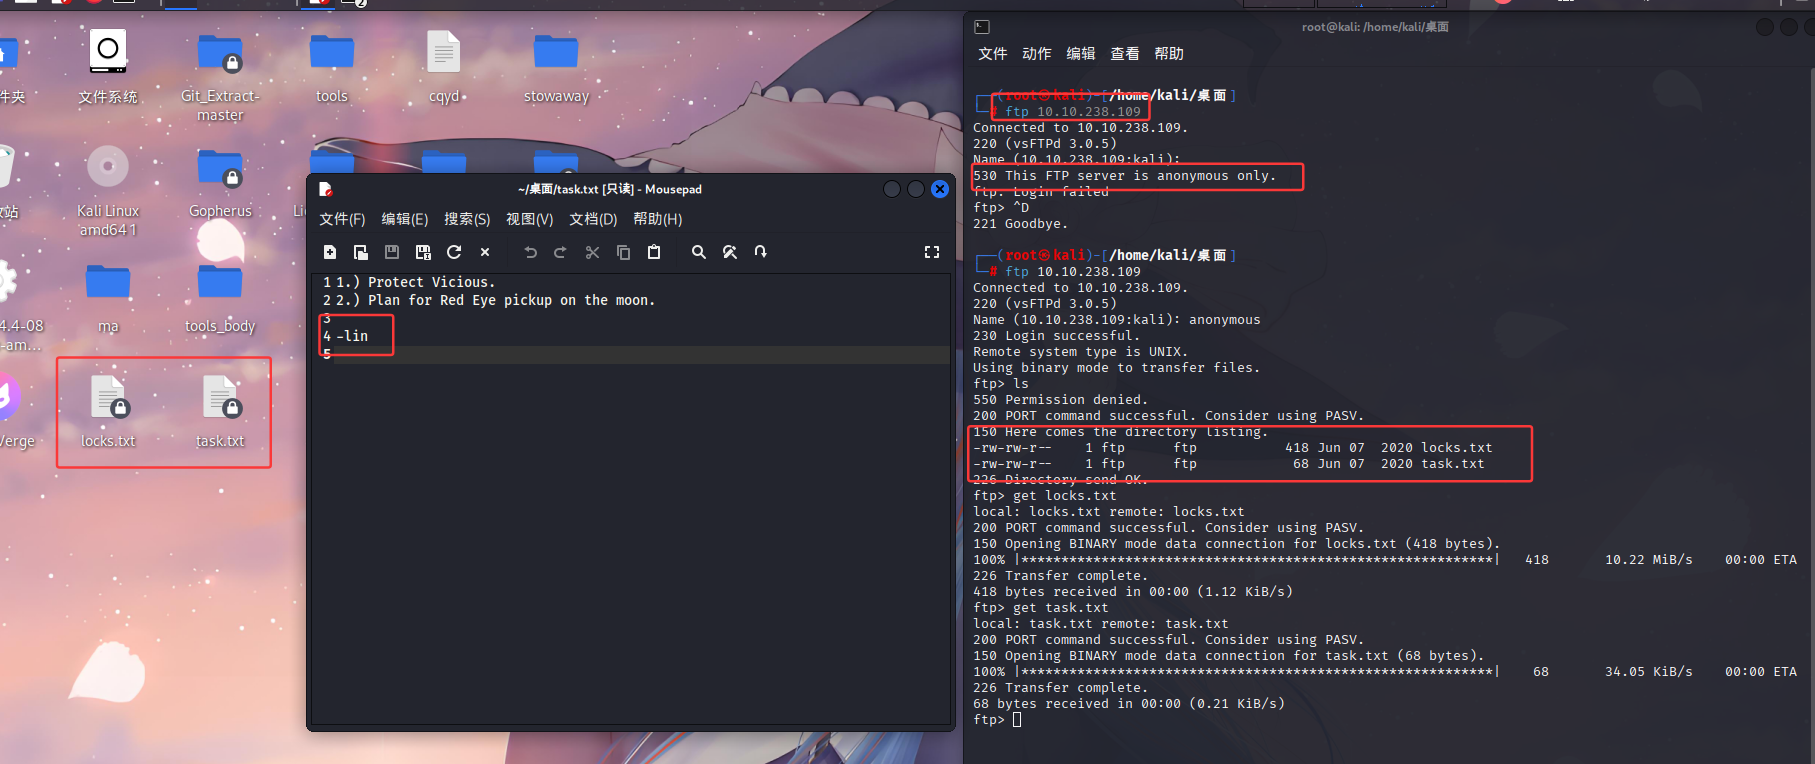 2
件夹
文件系统
Git_Extract-
master
tools
cqyd
stowaway
Kali Linux
amd64 1
Gopherus
4.4-08
-am...
ma
tools_body
Verge
locks.txt
task.txt
~/桌面/task.txt [只读] - Mousepad
文件(F) 编辑(E) 搜索(S) 视图(V) 文档(D) 帮助(H)
1 1.) Protect Vicious.
2 2.) Plan for Red Eye pickup on the moon.
3
4 -lin
5
root@kali: /home/kali/桌面
文件 动作 编辑 查看 帮助
┌──(root㉿kali)-[/home/kali/桌面]
└─# ftp 10.10.238.109
Connected to 10.10.238.109.
220 (vsFTPd 3.0.5)
Name (10.10.238.109:kali):
530 This FTP server is anonymous only.
ftp: Login failed
ftp> ^D
221 Goodbye.
┌──(root㉿kali)-[/home/kali/桌面]
└─# ftp 10.10.238.109
Connected to 10.10.238.109.
220 (vsFTPd 3.0.5)
Name (10.10.238.109:kali): anonymous
230 Login successful.
Remote system type is UNIX.
Using binary mode to transfer files.
ftp> ls
550 Permission denied.
200 PORT command successful. Consider using PASV.
150 Here comes the directory listing.
-rw-rw-r-- 1 ftp ftp 418 Jun 07 2020 locks.txt
-rw-rw-r-- 1 ftp ftp 68 Jun 07 2020 task.txt
226 Directory send OK.
ftp> get locks.txt
local: locks.txt remote: locks.txt
200 PORT command successful. Consider using PASV.
150 Opening BINARY mode data connection for locks.txt (418 bytes).
100% |***********************************************************| 418 10.22 MiB/s 00:00 ETA
226 Transfer complete.
418 bytes received in 00:00 (1.12 KiB/s)
ftp> get task.txt
local: task.txt remote: task.txt
200 PORT command successful. Consider using PASV.
150 Opening BINARY mode data connection for task.txt (68 bytes).
100% |***********************************************************| 68 34.05 KiB/s 00:00 ETA
226 Transfer complete.
68 bytes received in 00:00 (0.21 KiB/s)
ftp>